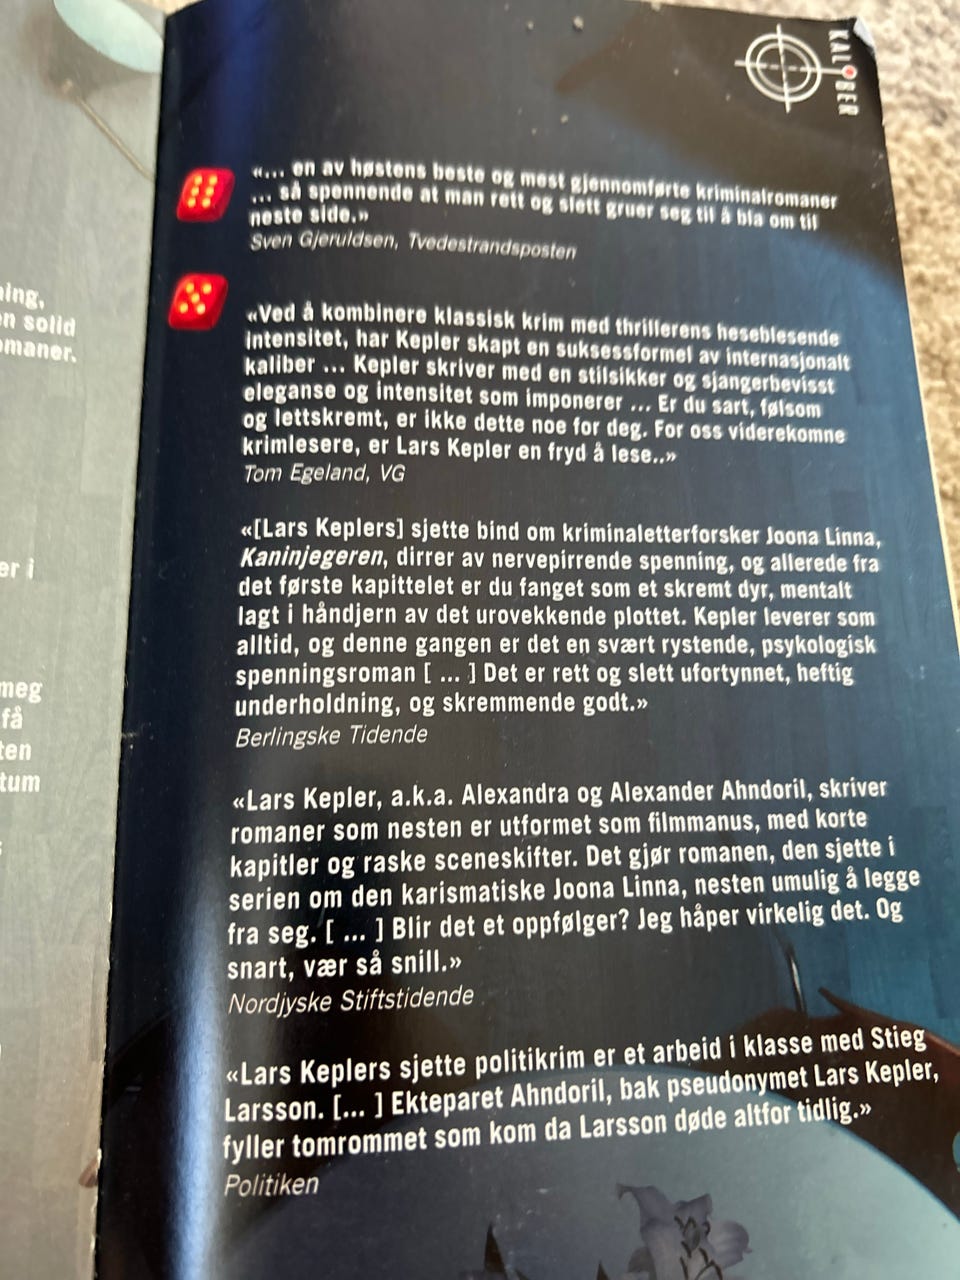 ning,
en solid
omaner.
er i
meg
få
ten
tum
KALIBER
«... en av høstens beste og mest gjennomførte kriminalromaner
... så spennende at man rett og slett gruer seg til å bla om til
neste side.»
Sven Gjeruldsen, Tvedestrandsposten
«Ved å kombinere klassisk krim med thrillerens heseblesende
intensitet, har Kepler skapt en suksessformel av internasjonalt
kaliber ... Kepler skriver med en stilsikker og sjangerbevisst
eleganse og intensitet som imponerer ... Er du sart, følsom
og lettskremt, er ikke dette noe for deg. For oss viderekomne
krimlesere, er Lars Kepler en fryd å lese..»
Tom Egeland, VG
«[Lars Keplers] sjette bind om kriminaletterforsker Joona Linna,
Kaninjegeren, dirrer av nervepirrende spenning, og allerede fra
det første kapittelet er du fanget som et skremt dyr, mentalt
lagt i håndjern av det urovekkende plottet. Kepler leverer som
alltid, og denne gangen er det en svært rystende, psykologisk
spenningsroman [ ... ] Det er rett og slett ufortynnet, heftig
underholdning, og skremmende godt.»
Berlingske Tidende
«Lars Kepler, a.k.a. Alexandra og Alexander Ahndoril, skriver
romaner som nesten er utformet som filmmanus, med korte
kapitler og raske sceneskifter. Det gjør romanen, den sjette i
serien om den karismatiske Joona Linna, nesten umulig å legge
fra seg. [ ... ] Blir det et oppfølger? Jeg håper virkelig det. Og
snart, vær så snill.»
Nordjyske Stiftstidende
«Lars Keplers sjette politikrim er et arbeid i klasse med Stieg
Larsson. [... ] Ekteparet Ahndoril, bak pseudonymet Lars Kepler,
fyller tomrommet som kom da Larsson døde altfor tidlig.»
Politiken